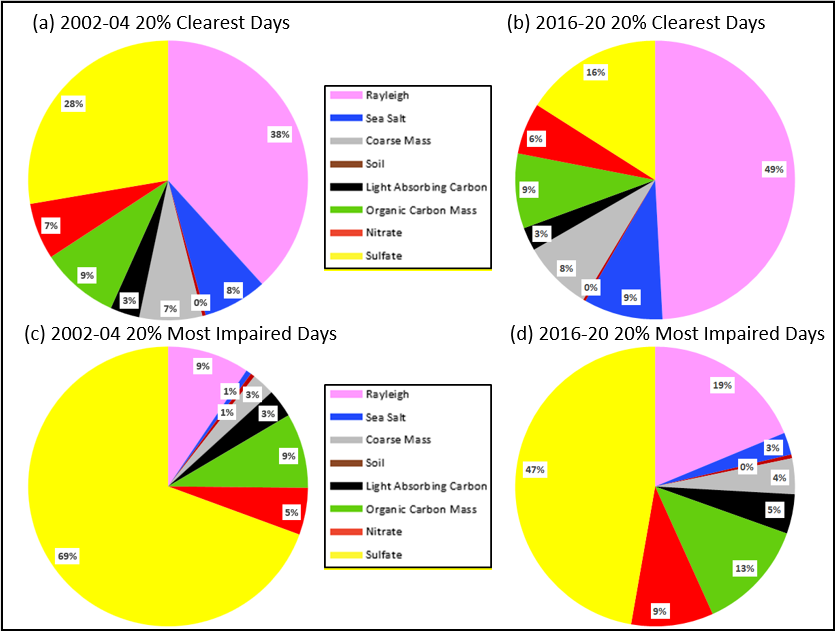 (a) 2002-04 20% Clearest Days
(b) 2016-20 20% Clearest Days
28%
38%
7%
9%
3%
7%
0%
8%
Rayleigh
Sea Salt
Coarse Mass
Soil
Light Absorbing Carbon
Organic Carbon Mass
Nitrate
Sulfate
16%
49%
6%
9%
3%
8%
0%
9%
(c) 2002-04 20% Most Impaired Days
(d) 2016-20 20% Most Impaired Days
9%
1%
3%
1%
3%
9%
5%
69%
Rayleigh
Sea Salt
Coarse Mass
Soil
Light Absorbing Carbon
Organic Carbon Mass
Nitrate
Sulfate
19%
3%
0%
4%
5%
13%
9%
47%